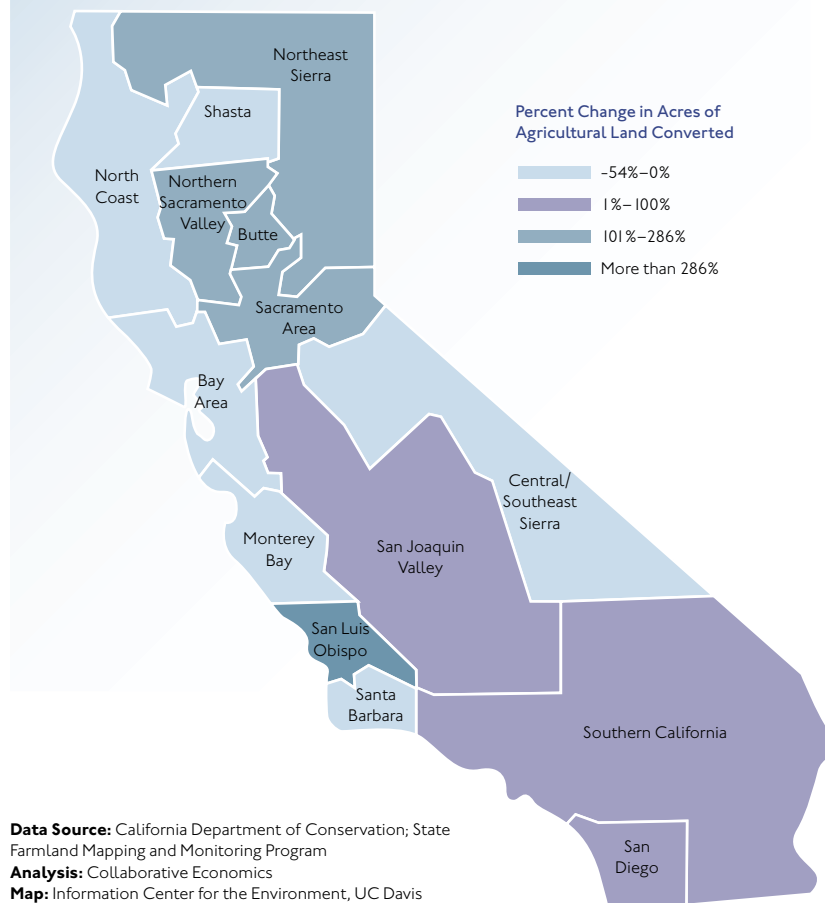 Northeast
Sierra
Shasta
North
Coast
Northern
Sacramento
Valley
Butte
Sacramento
Area
Bay
Area
Central/
Southeast
Sierra
Monterey
Bay
San Joaquin
Valley
San Luis
Obispo
Santa
Barbara
Southern California
San
Diego
Percent Change in Acres of
Agricultural Land Converted
-54%–0%
1%–100%
101%–286%
More than 286%
Data Source: California Department of Conservation; State
Farmland Mapping and Monitoring Program
Analysis: Collaborative Economics
Map: Information Center for the Environment, UC Davis